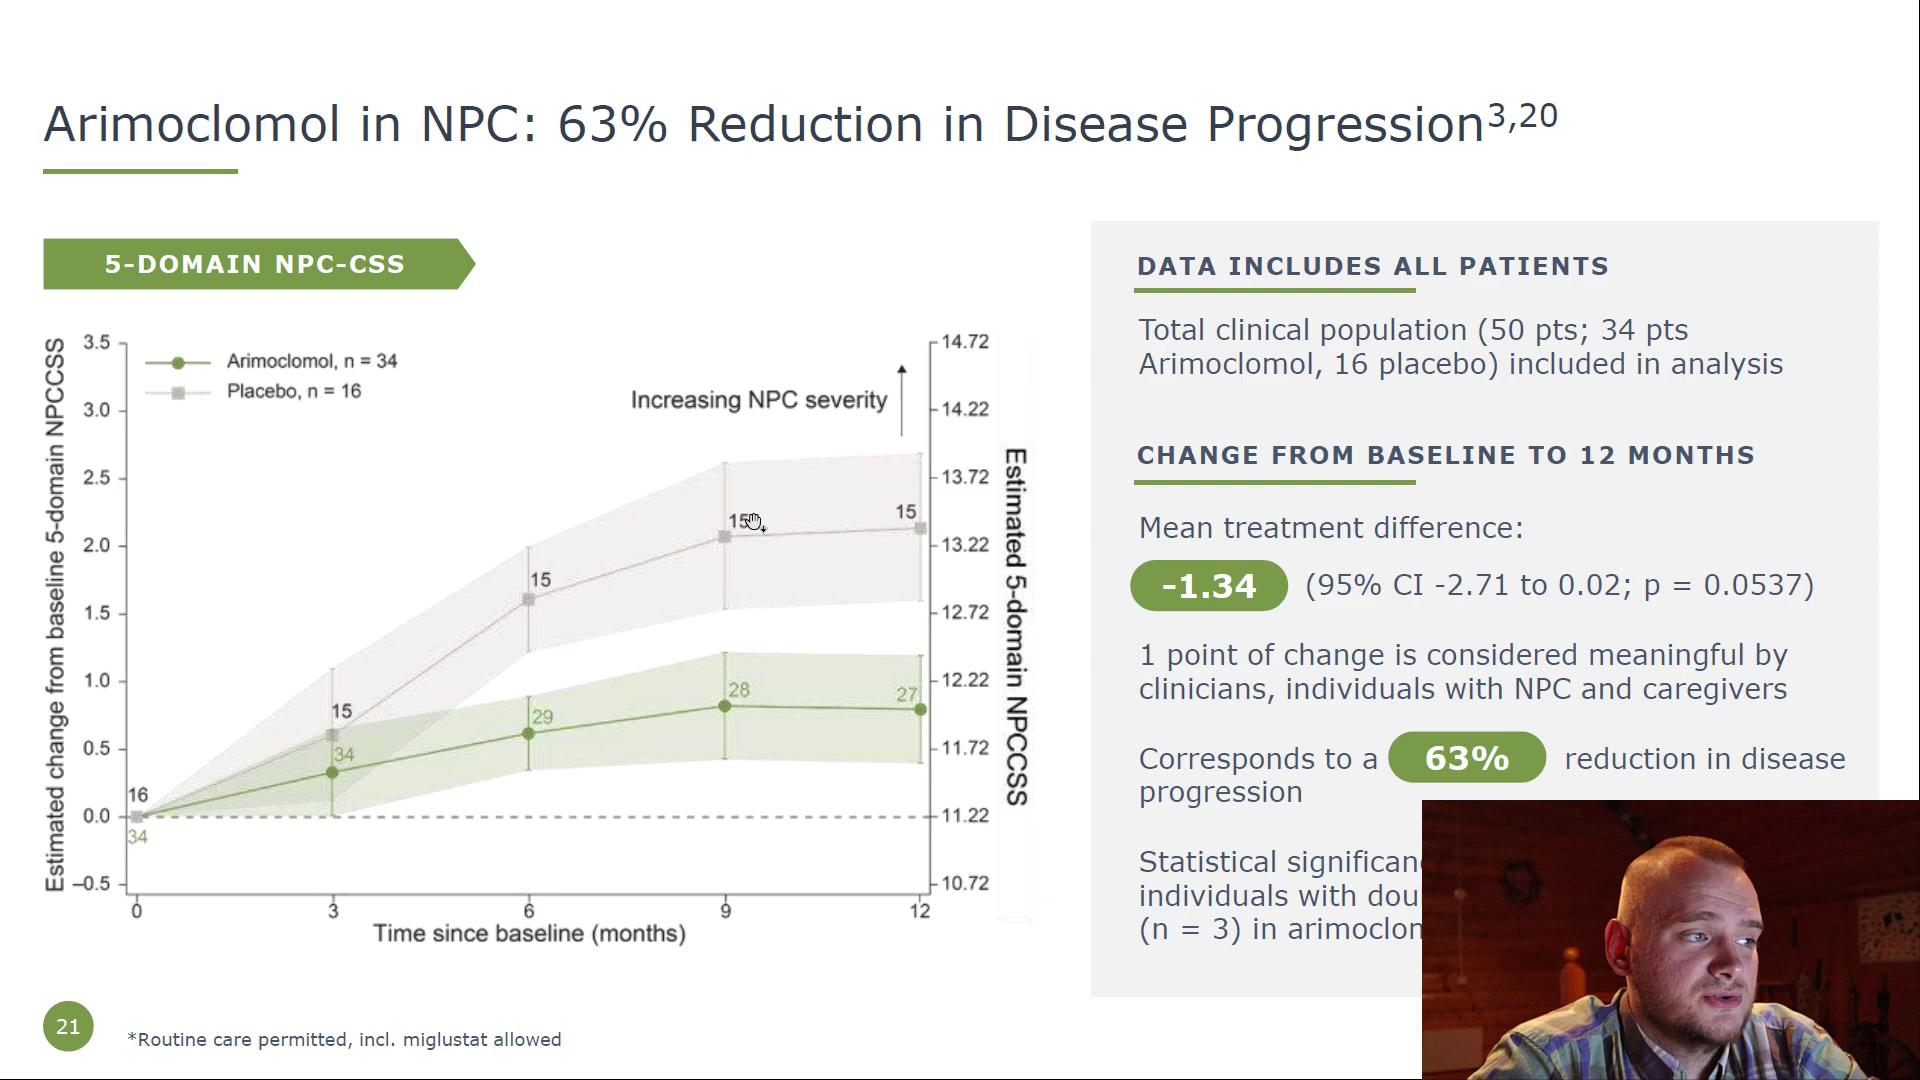 Arimoclomol in NPC: 63% Reduction in Disease Progression3,20
5-DOMAIN NPC-CSS
Estimated change from baseline 5-domain NPCCSS
3.5
3.0
2.5
2.0
1.5
1.0
0.5
0.0
–0.5
Arimoclomol, n = 34
Placebo, n = 16
Increasing NPC severity
16
34
15
34
15
29
15
28
15
27
14.72
14.22
13.72
13.22
12.72
12.22
11.72
11.22
10.72
Estimated 5-domain NPCCSS
0
3
6
9
12
Time since baseline (months)
DATA INCLUDES ALL PATIENTS
Total clinical population (50 pts; 34 pts
Arimoclomol, 16 placebo) included in analysis
CHANGE FROM BASELINE TO 12 MONTHS
Mean treatment difference:
-1.34 (95% CI -2.71 to 0.02; p = 0.0537)
1 point of change is considered meaningful by
clinicians, individuals with NPC and caregivers
Corresponds to a 63% reduction in disease
progression
Statistical
individuals with
(n = 3) in
21
*Routine care permitted, incl. miglustat allowed